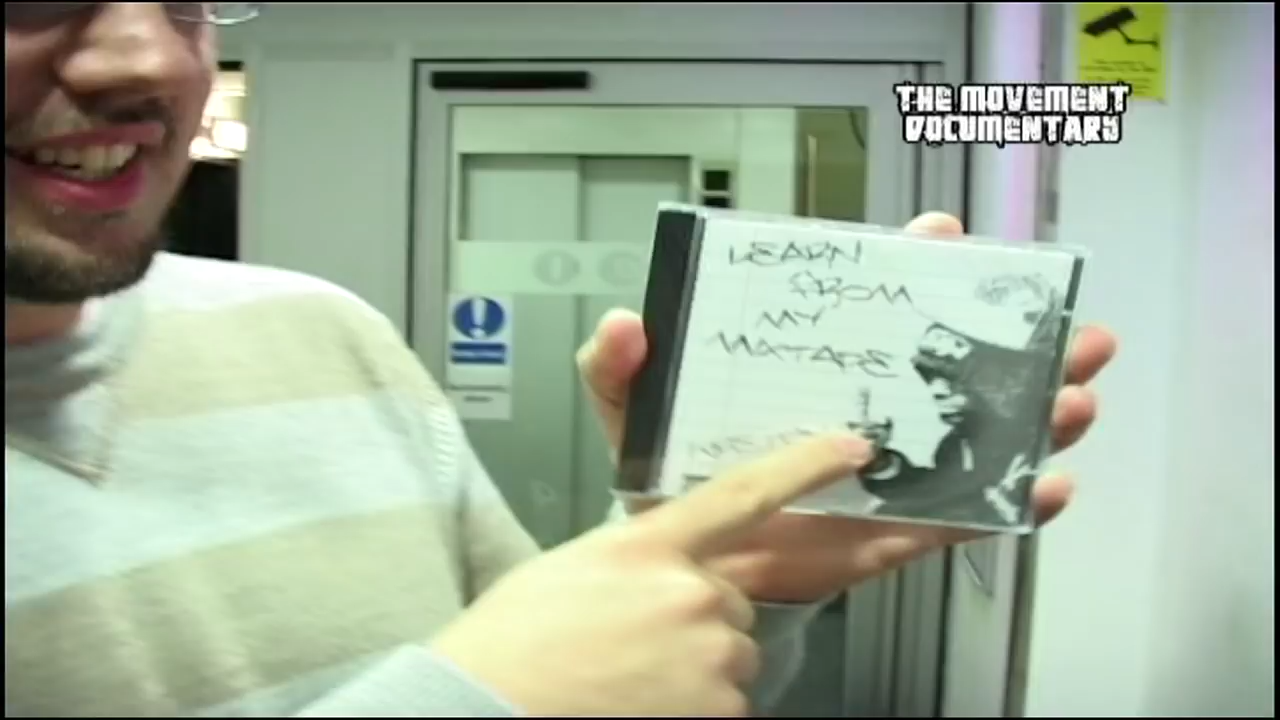 THE MOVEMENT
DOCUMENTARY
LEARN
FROM
MY
MIXTAPE